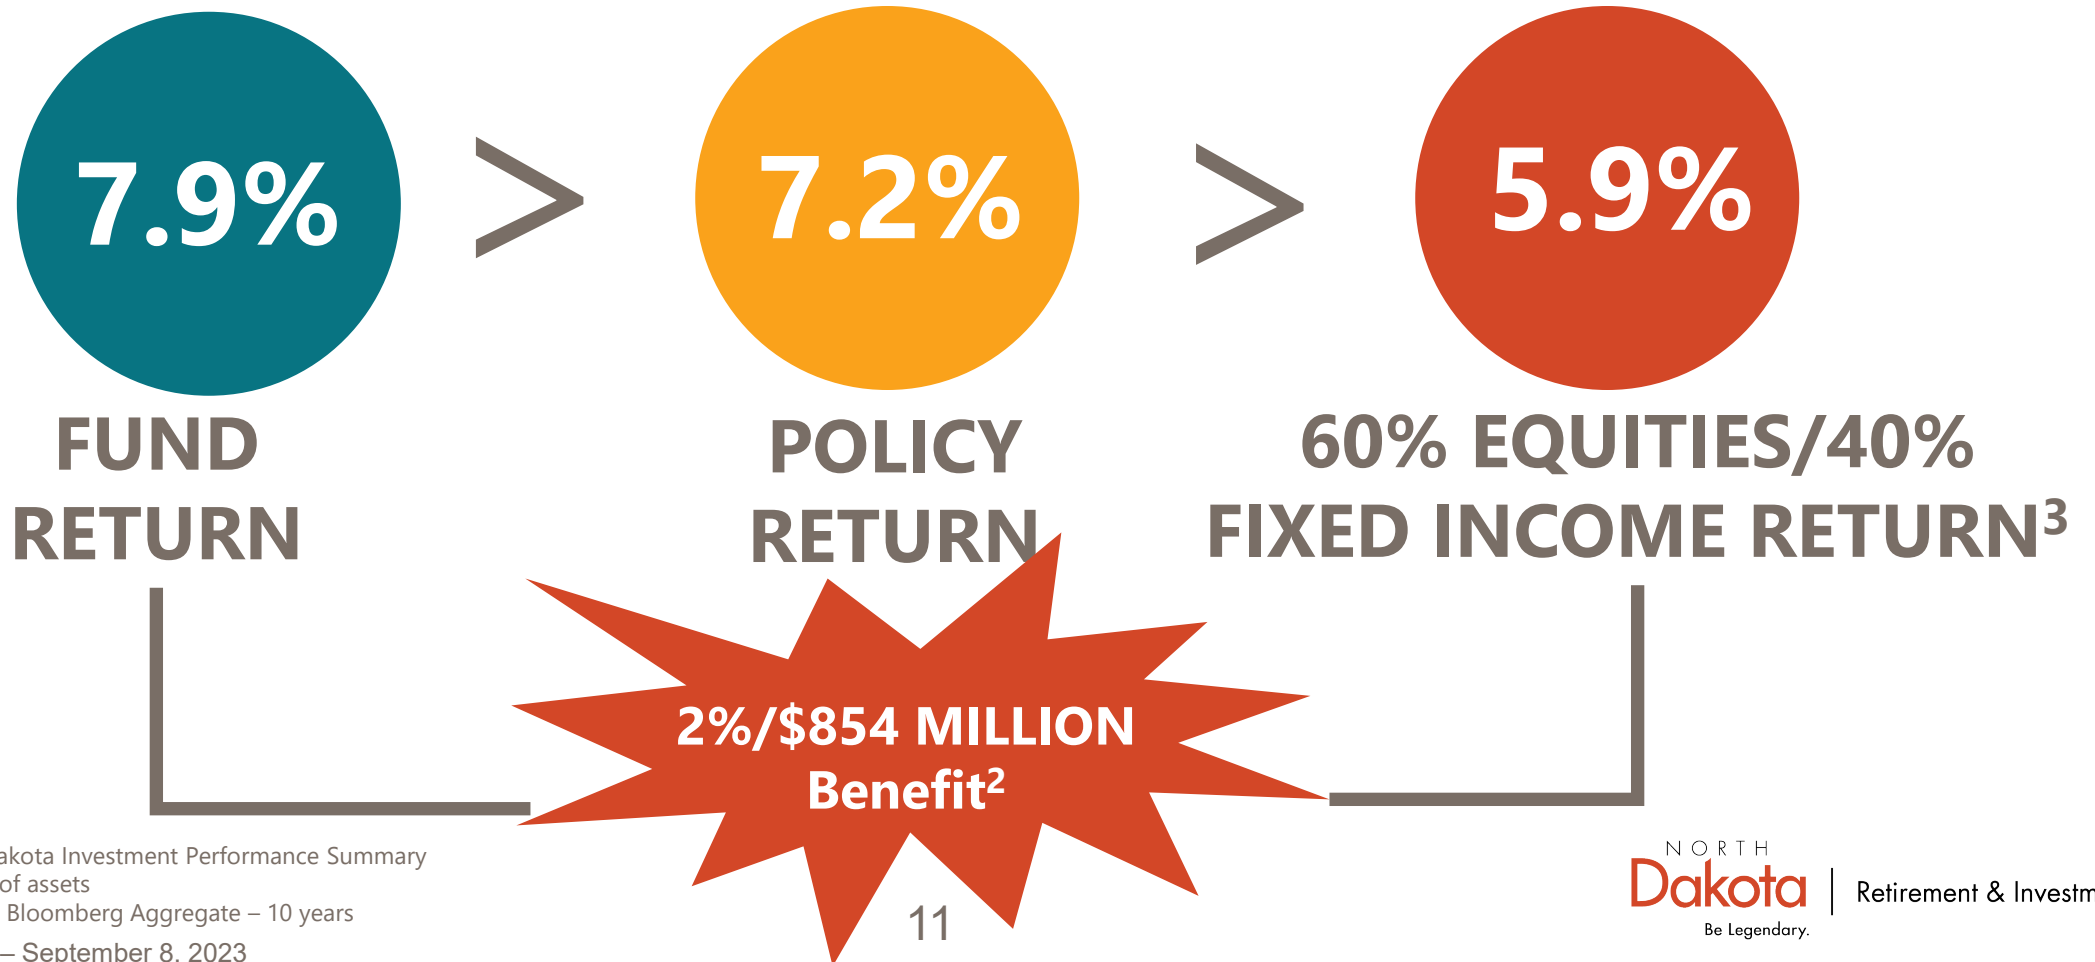 7.9%
>
7.2%
>
5.9%
FUND
RETURN
POLICY
RETURN
60% EQUITIES/40%
FIXED INCOME RETURN³
2%/$854 MILLION
Benefit²
Investment Performance Summary
of assets
Bloomberg Aggregate – 10 years
– September 8, 2023
11
NORTH
Dakota
Be Legendary.
Retirement &